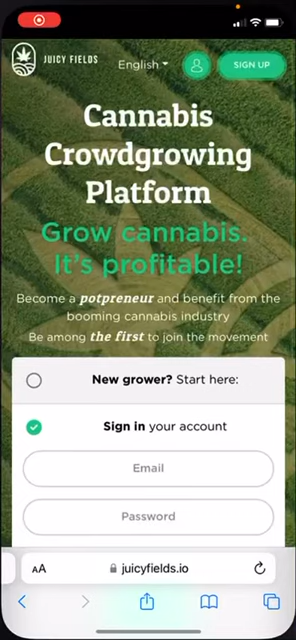 JUICY FIELDS
English
SIGN UP
Cannabis
Crowdgrowing
Platform
Grow cannabis.
It's profitable!
Become a potpreneur and benefit from the
booming cannabis industry
Be among the first to join the movement
New grower? Start here:
Sign in your account
Email
Password
AA
juicyfields.io